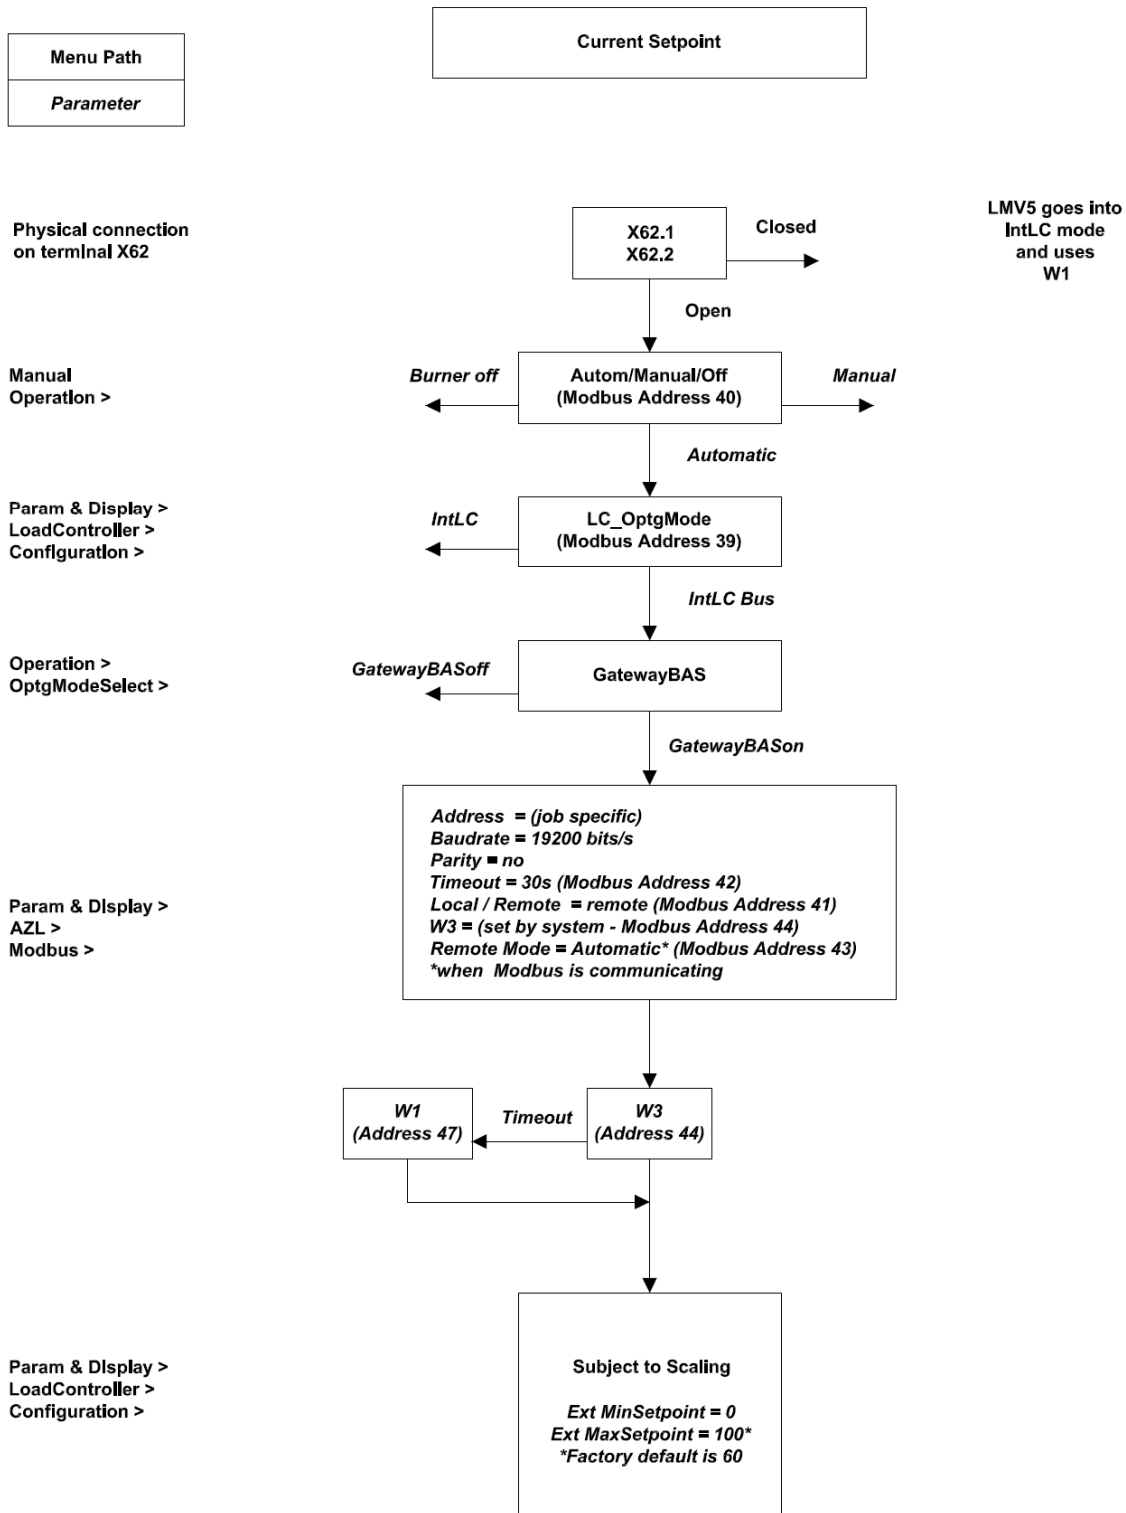 Current Setpoint
Menu Path
Parameter
Physical connection
on terminal X62
X62.1
X62.2
Closed
LMV5 goes into
IntLC mode
and uses
W1
Open
Manual
Operation >
Burner off
Autom/Manual/Off
(Modbus Address 40)
Manual
Automatic
Param & Display >
LoadController >
Configuration >
IntLC
LC_OptgMode
(Modbus Address 39)
IntLC Bus
Operation >
OptgModeSelect >
GatewayBASoff
GatewayBAS
GatewayBASon
Param & Display >
AZL >
Modbus >
Address = (job specific)
Baudrate = 19200 bits/s
Parity = no
Timeout = 30s (Modbus Address 42)
Local / Remote = remote (Modbus Address 41)
W3 = (set by system - Modbus Address 44)
Remote Mode = Automatic* (Modbus Address 43)
*when Modbus is communicating
W1
(Address 47)
Timeout
W3
(Address 44)
Param & Display >
LoadController >
Configuration >
Subject to Scaling
Ext MinSetpoint = 0
Ext MaxSetpoint = 100*
*Factory default is 60